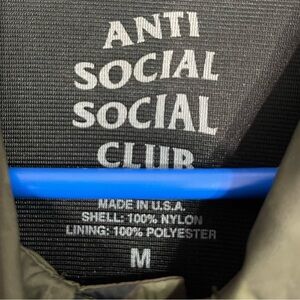 ANTI
SOCIAL
SOCIAL
CLUB
MADE IN U.S.A.
SHELL: 100% NYLON
LINING: 100% POLYESTER
M